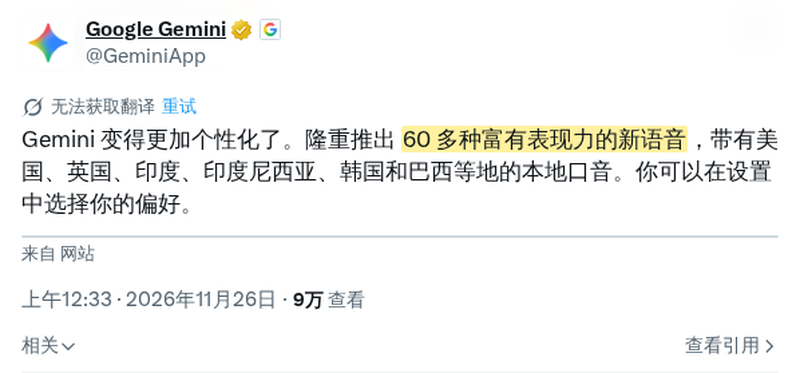 Google Gemini
@GeminiApp
无法获取翻译 重试
Gemini 变得更加个性化了。隆重推出 60 多种富有表现力的新语音，带有美
国、英国、印度、印度尼西亚、韩国和巴西等地的本地口音。你可以在设置
中选择你的偏好。
来自 网站
上午12:33 · 2026年11月26日 · 9万 查看
相关
查看引用